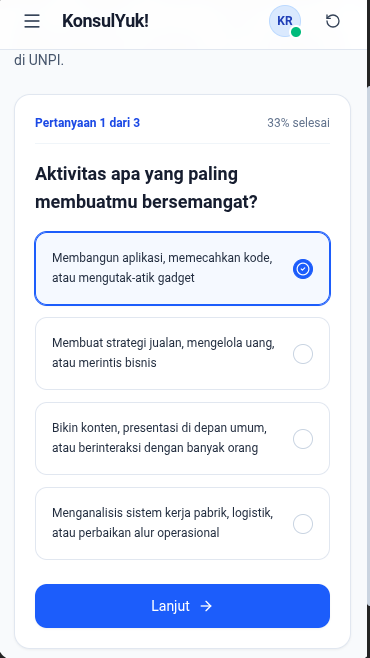 KonsulYuk!
KR
di UNPI.
Pertanyaan 1 dari 3
33% selesai
Aktivitas apa yang paling
membuatmu bersemangat?
Membangun aplikasi, memecahkan kode,
atau mengutak-atik gadget
Membuat strategi jualan, mengelola uang,
atau merintis bisnis
Bikin konten, presentasi di depan umum,
atau berinteraksi dengan banyak orang
Menganalisis sistem kerja pabrik, logistik,
atau perbaikan alur operasional
Lanjut →